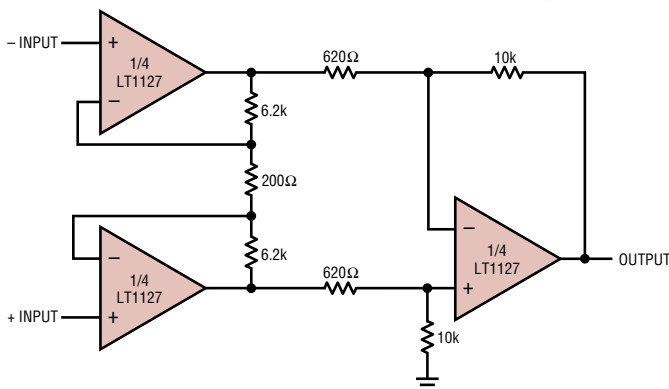 – INPUT
+
1/4
LT1127
–
6.2k
200Ω
6.2k
–
1/4
LT1127
+
+ INPUT
620Ω
10k
620Ω
–
1/4
LT1127
+
10k
OUTPUT